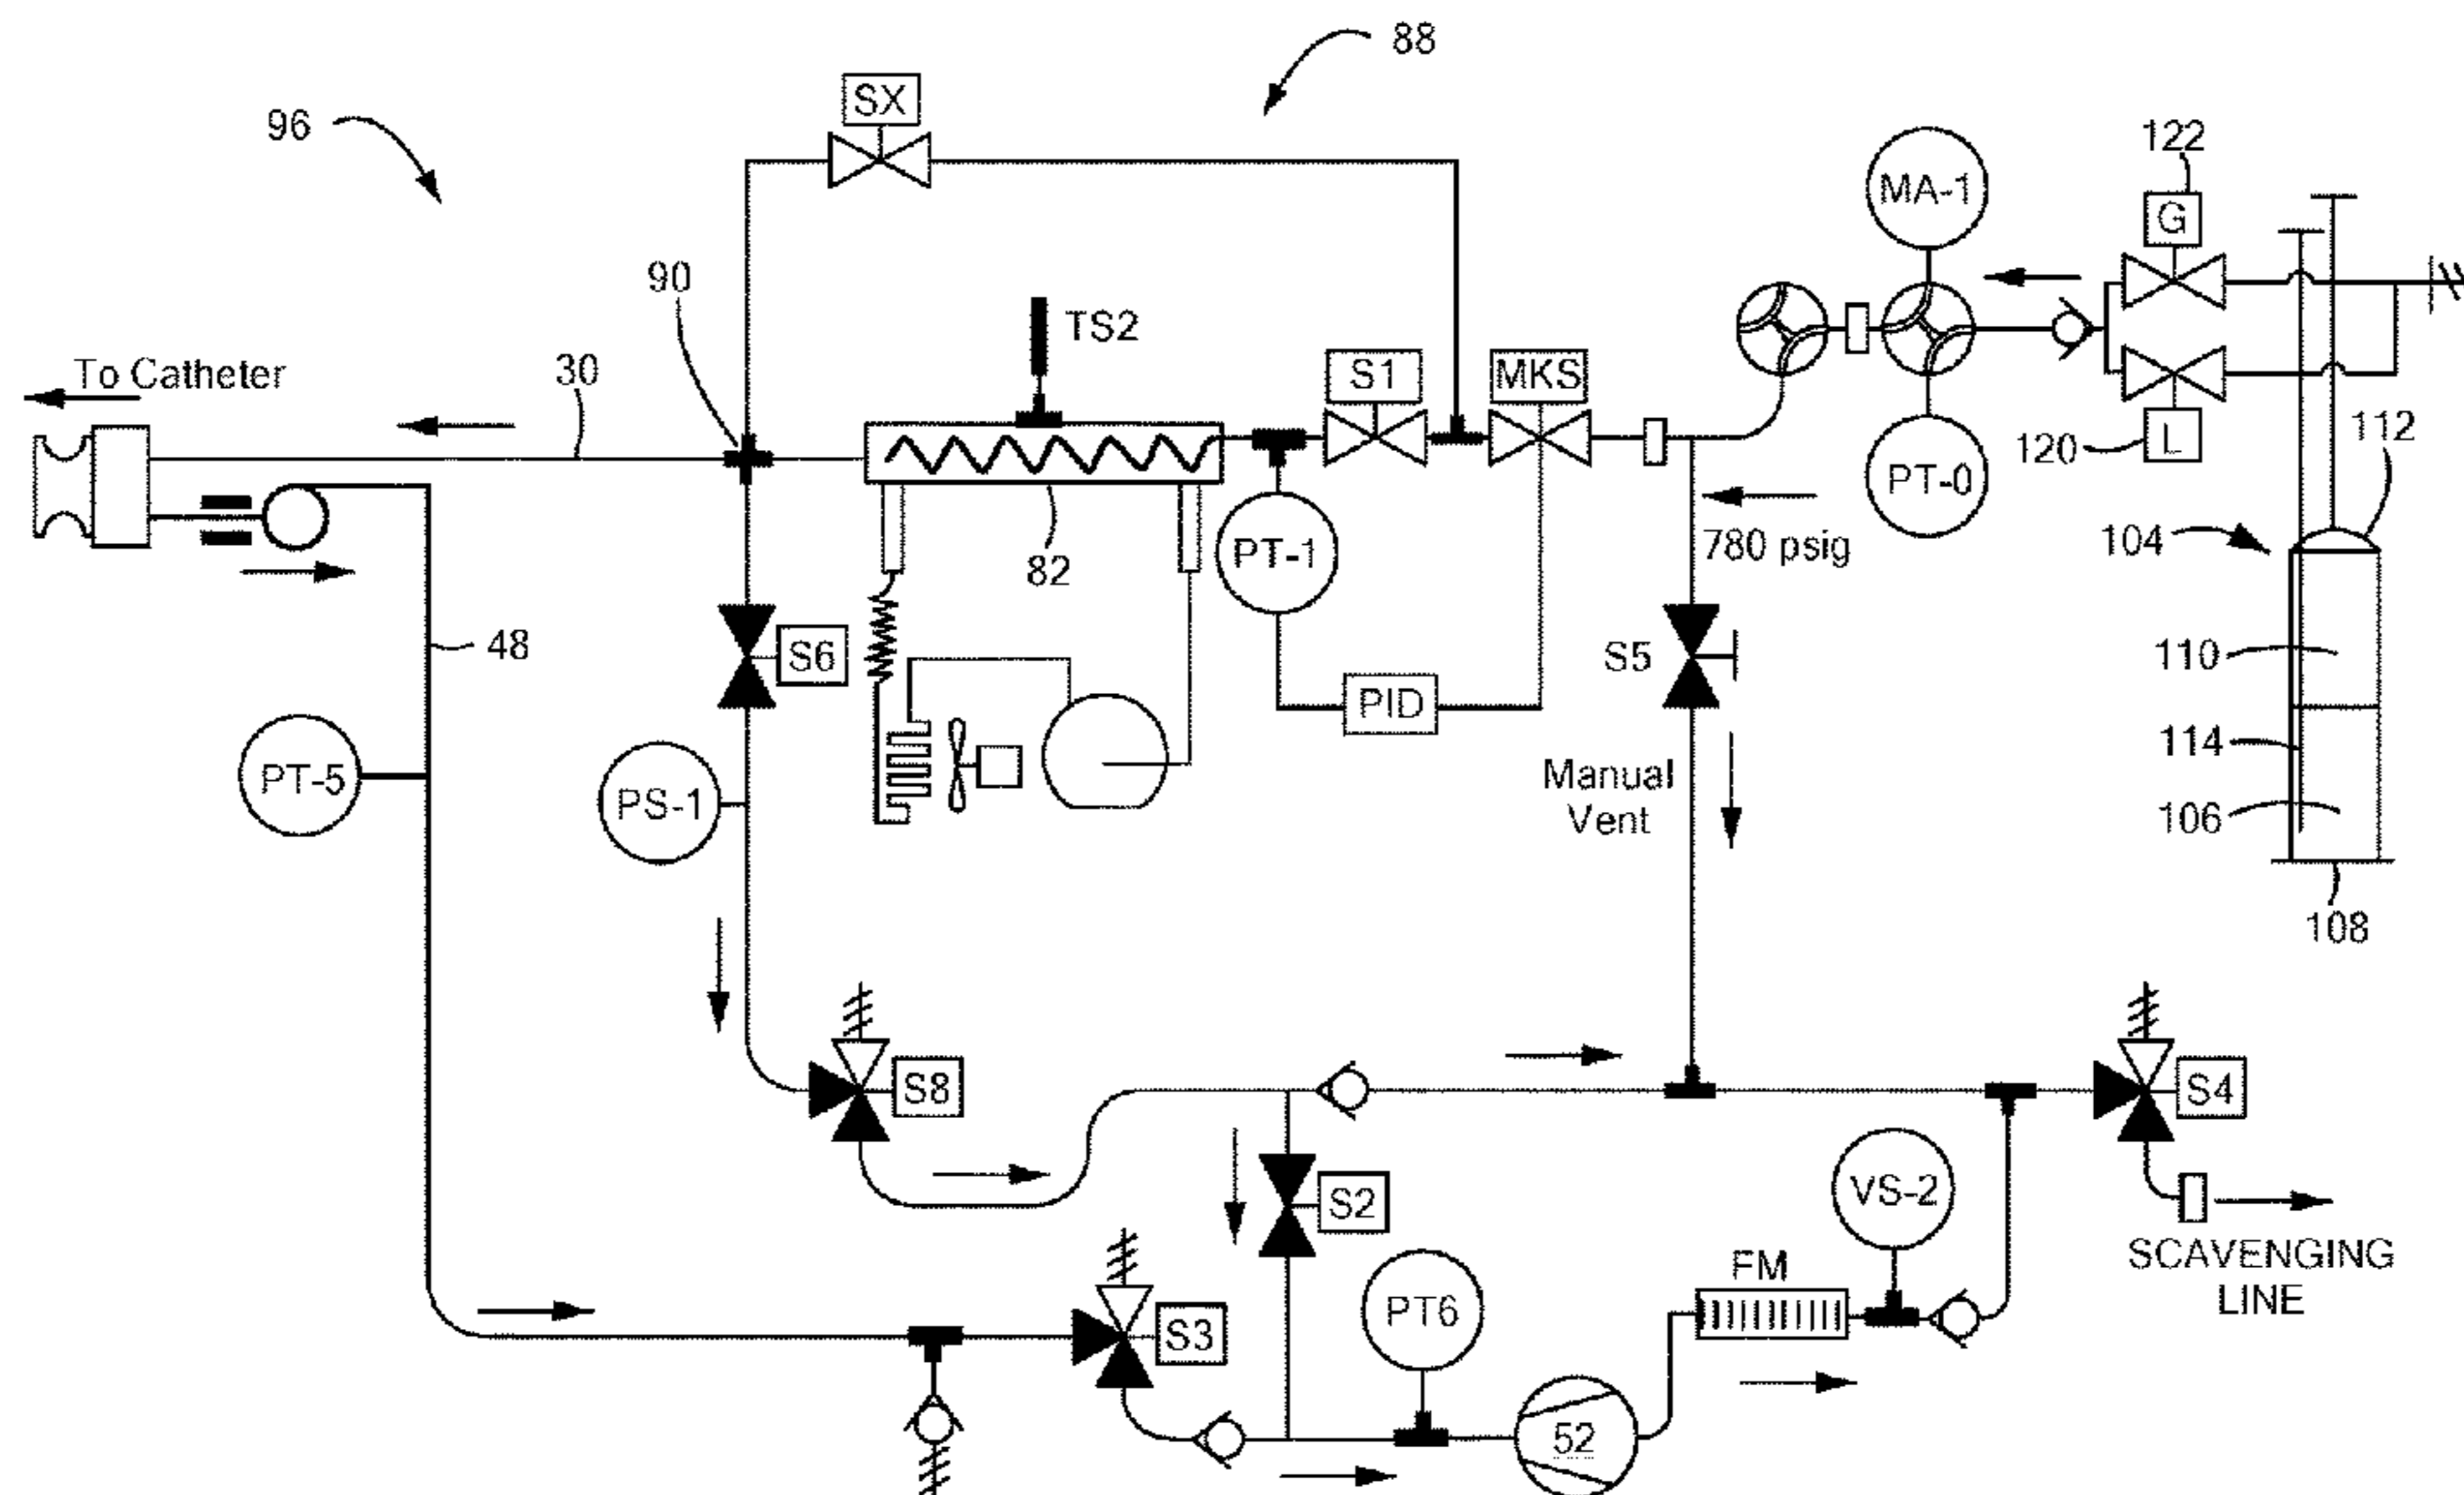 88
96
SX
122
MA-1
G
90
TS2
To Catheter
30
S1
MKS
120
L
112
PT-0
PT-1
780 psig
104
82
48
S6
S5
110
PID
114
PT-5
PS-1
Manual
Vent
106
108
S8
S4
S2
VS-2
SCAVENGING
LINE
FM
PT6
S3
52